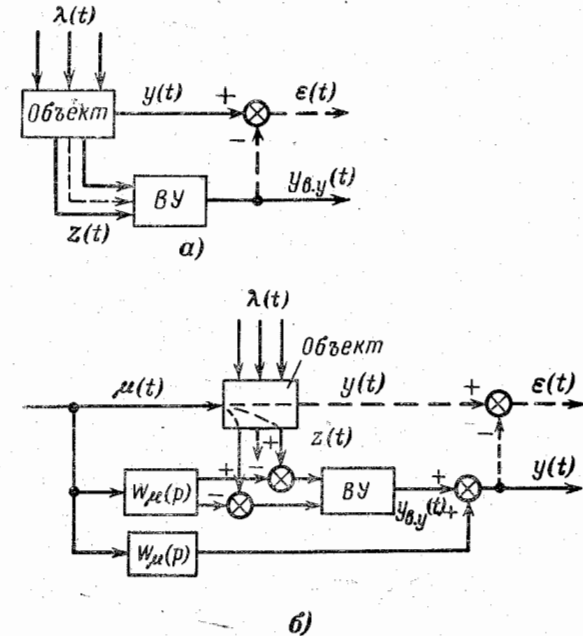 λ(t)
Объект
y(t)
+
ε(t)
−
ВУ
yв.у(t)
z(t)
а)
λ(t)
Объект
μ(t)
y(t)
+
ε(t)
−
+
z(t)
+
−
Wμ(p)
−
ВУ
+
y(t)
yв.у(t)
+
Wμ(p)
б)